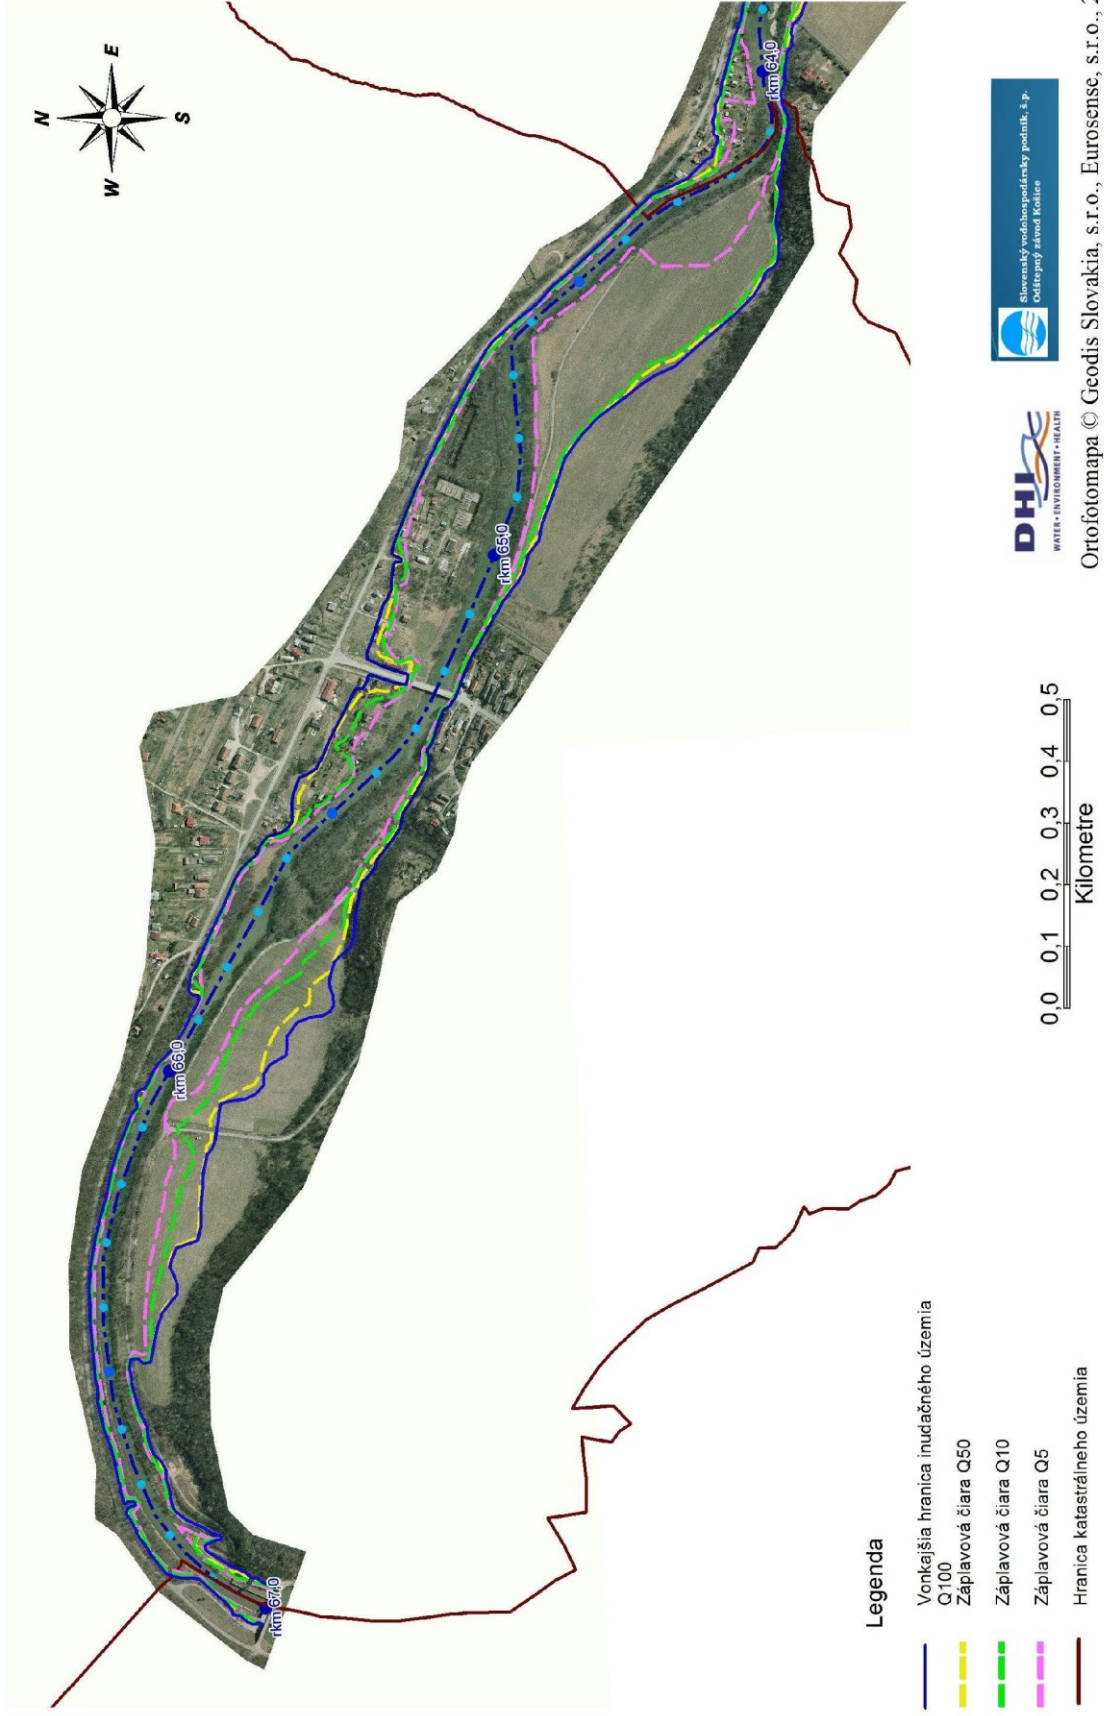 N
W
E
S
rkm 67,0
rkm 66,0
rkm 65,0
rkm 64,0
Legenda
Vonkajšia hranica inudačného územia
Q100
Záplavová čiara Q50
Záplavová čiara Q10
Záplavová čiara Q5
Hranica katastrálneho územia
0,0 0,1 0,2 0,3 0,4 0,5
Kilometre
DHI
WATER • ENVIRONMENT • HEALTH
Slovenský vodohospodársky podnik, š.p.
Odštepný závod Košice
Ortofotomapa © Geodis Slovakia, s.r.o., Eurosense, s.r.o.,